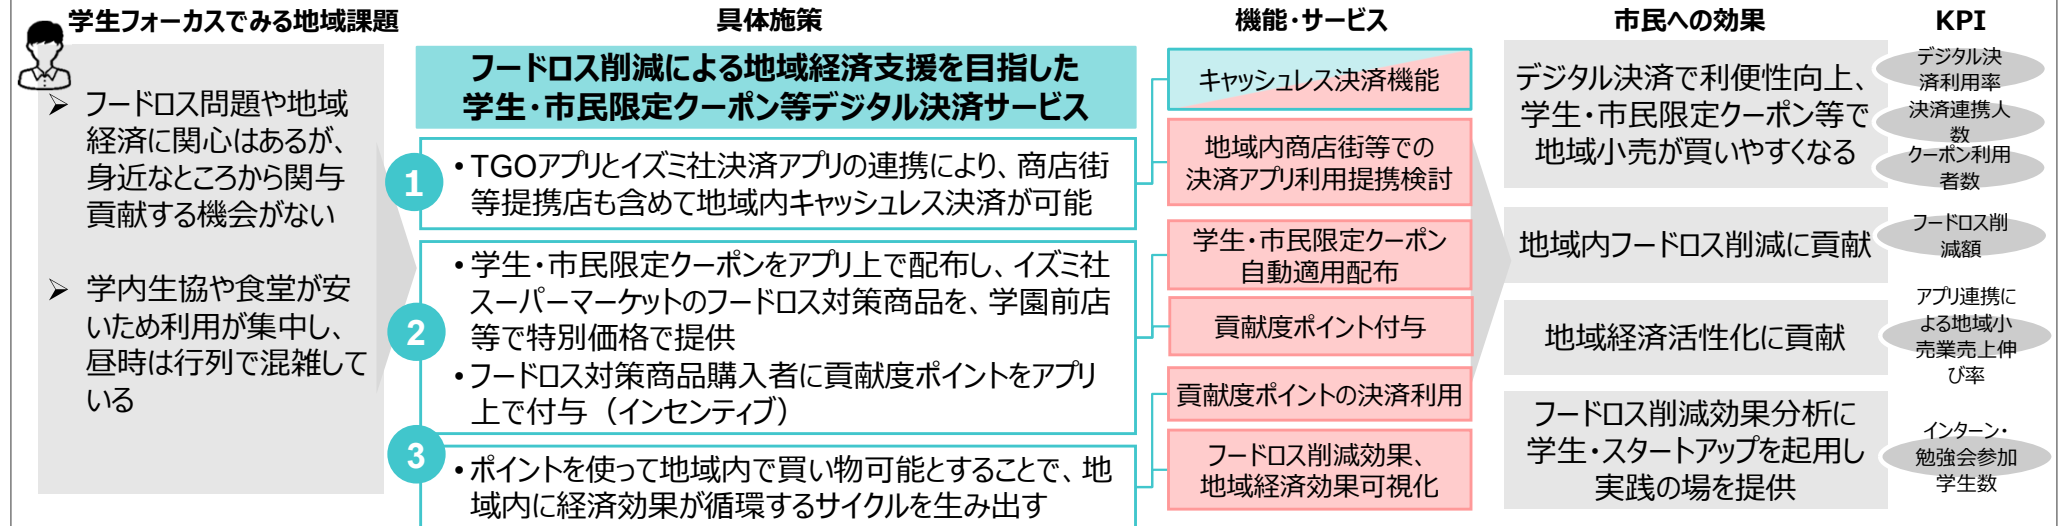 学生フォーカスでみる地域課題
具体施策
機能・サービス
市民への効果
KPI
➢ フードロス問題や地域
経済に関心はあるが、
身近なところから関与
貢献する機会がない
➢ 学内生協や食堂が安
いため利用が集中し、
昼時は行列で混雑して
いる
フードロス削減による地域経済支援を目指した
学生・市民限定クーポン等デジタル決済サービス
1
•TGOアプリとイズミ社決済アプリの連携により、商店街
等提携店も含めて地域内キャッシュレス決済が可能
2
•学生・市民限定クーポンをアプリ上で配布し、イズミ社
スーパーマーケットのフードロス対策商品を、学園前店
等で特別価格で提供
•フードロス対策商品購入者に貢献度ポイントをアプリ
上で付与（インセンティブ）
3
•ポイントを使って地域内で買い物可能とすることで、地
域内に経済効果が循環するサイクルを生み出す
キャッシュレス決済機能
地域内商店街等での
決済アプリ利用提携検討
学生・市民限定クーポン
自動適用配布
貢献度ポイント付与
貢献度ポイントの決済利用
フードロス削減効果、
地域経済効果可視化
デジタル決済で利便性向上、
学生・市民限定クーポン等で
地域小売が買いやすくなる
地域内フードロス削減に貢献
地域経済活性化に貢献
フードロス削減効果分析に
学生・スタートアップを起用し
実践の場を提供
デジタル決
済利用率
決済連携人
数
クーポン利用
者数
フードロス削
減額
アプリ連携に
よる地域小
売業売上伸
び率
インターン・
勉強会参加
学生数